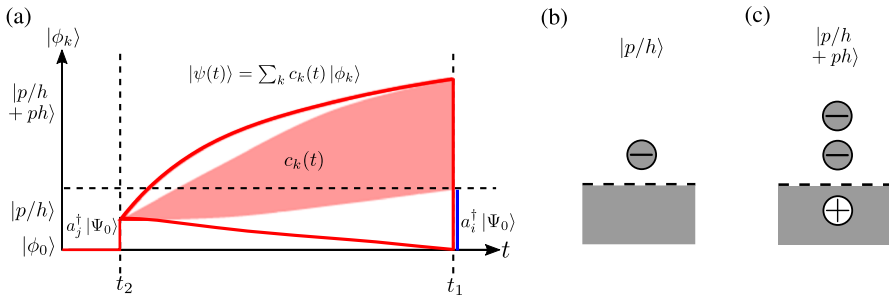 (a)
|ϕ_k⟩
|ψ(t)⟩ = ∑_k c_k(t) |ϕ_k⟩
|p/h
+ ph⟩
c_k(t)
|p/h⟩
a_j^† |Ψ_0⟩
a_i^† |Ψ_0⟩
|ϕ_0⟩
t
t_2
t_1
(b)
|p/h⟩
−
(c)
|p/h
+ ph⟩
−
−
+